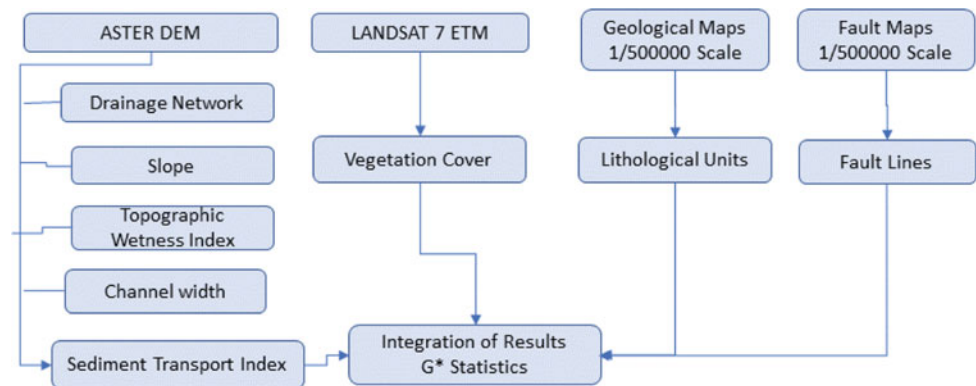 ASTER DEM
LANDSAT 7 ETM
Geological Maps
1/500000 Scale
Fault Maps
1/500000 Scale
Drainage Network
Slope
Vegetation Cover
Lithological Units
Fault Lines
Topographic
Wetness Index
Channel width
Sediment Transport Index
Integration of Results
G* Statistics